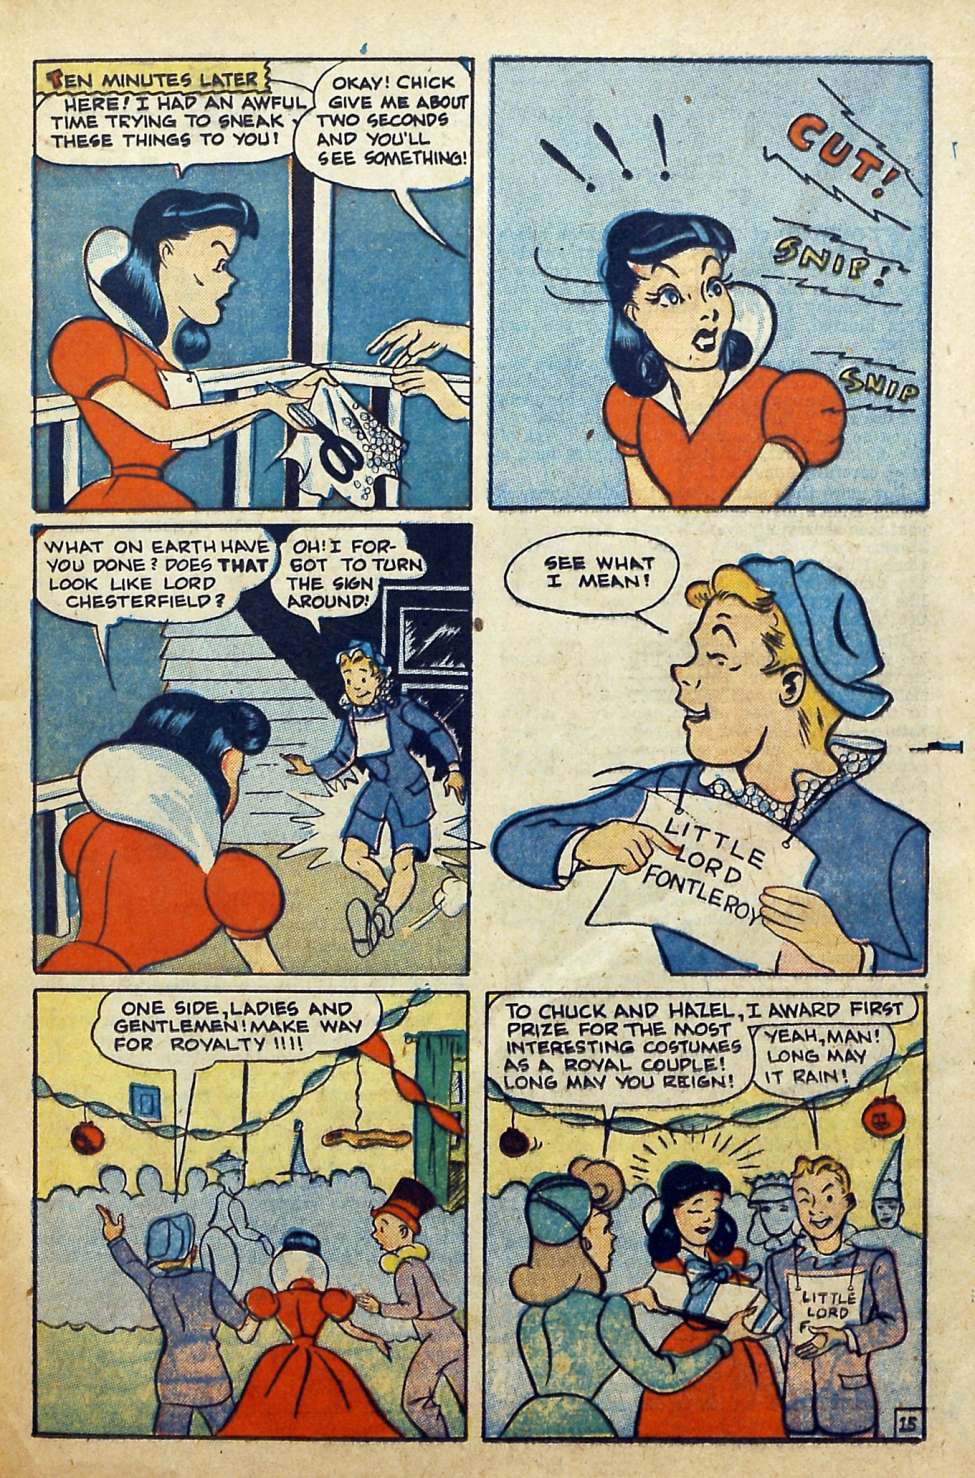 TEN MINUTES LATER
HERE! I HAD AN AWFUL
TIME TRYING TO SNEAK
THESE THINGS TO YOU!
OKAY! CHICK
GIVE ME ABOUT
TWO SECONDS
AND YOU'LL
SEE SOMETHING!
! ! !
CUT!
SNIP!
SNIP
WHAT ON EARTH HAVE
YOU DONE? DOES THAT
LOOK LIKE LORD
CHESTERFIELD?
OH! I FOR-
GOT TO TURN
THE SIGN
AROUND!
SEE WHAT
I MEAN!
LITTLE
LORD
FONTLEROY
ONE SIDE, LADIES AND
GENTLEMEN! MAKE WAY
FOR ROYALTY!!!!
TO CHUCK AND HAZEL, I AWARD FIRST
PRIZE FOR THE MOST
INTERESTING COSTUMES
AS A ROYAL COUPLE!
LONG MAY YOU REIGN!
YEAH, MAN!
LONG MAY
IT RAIN!
LITTLE
LORD
F
15